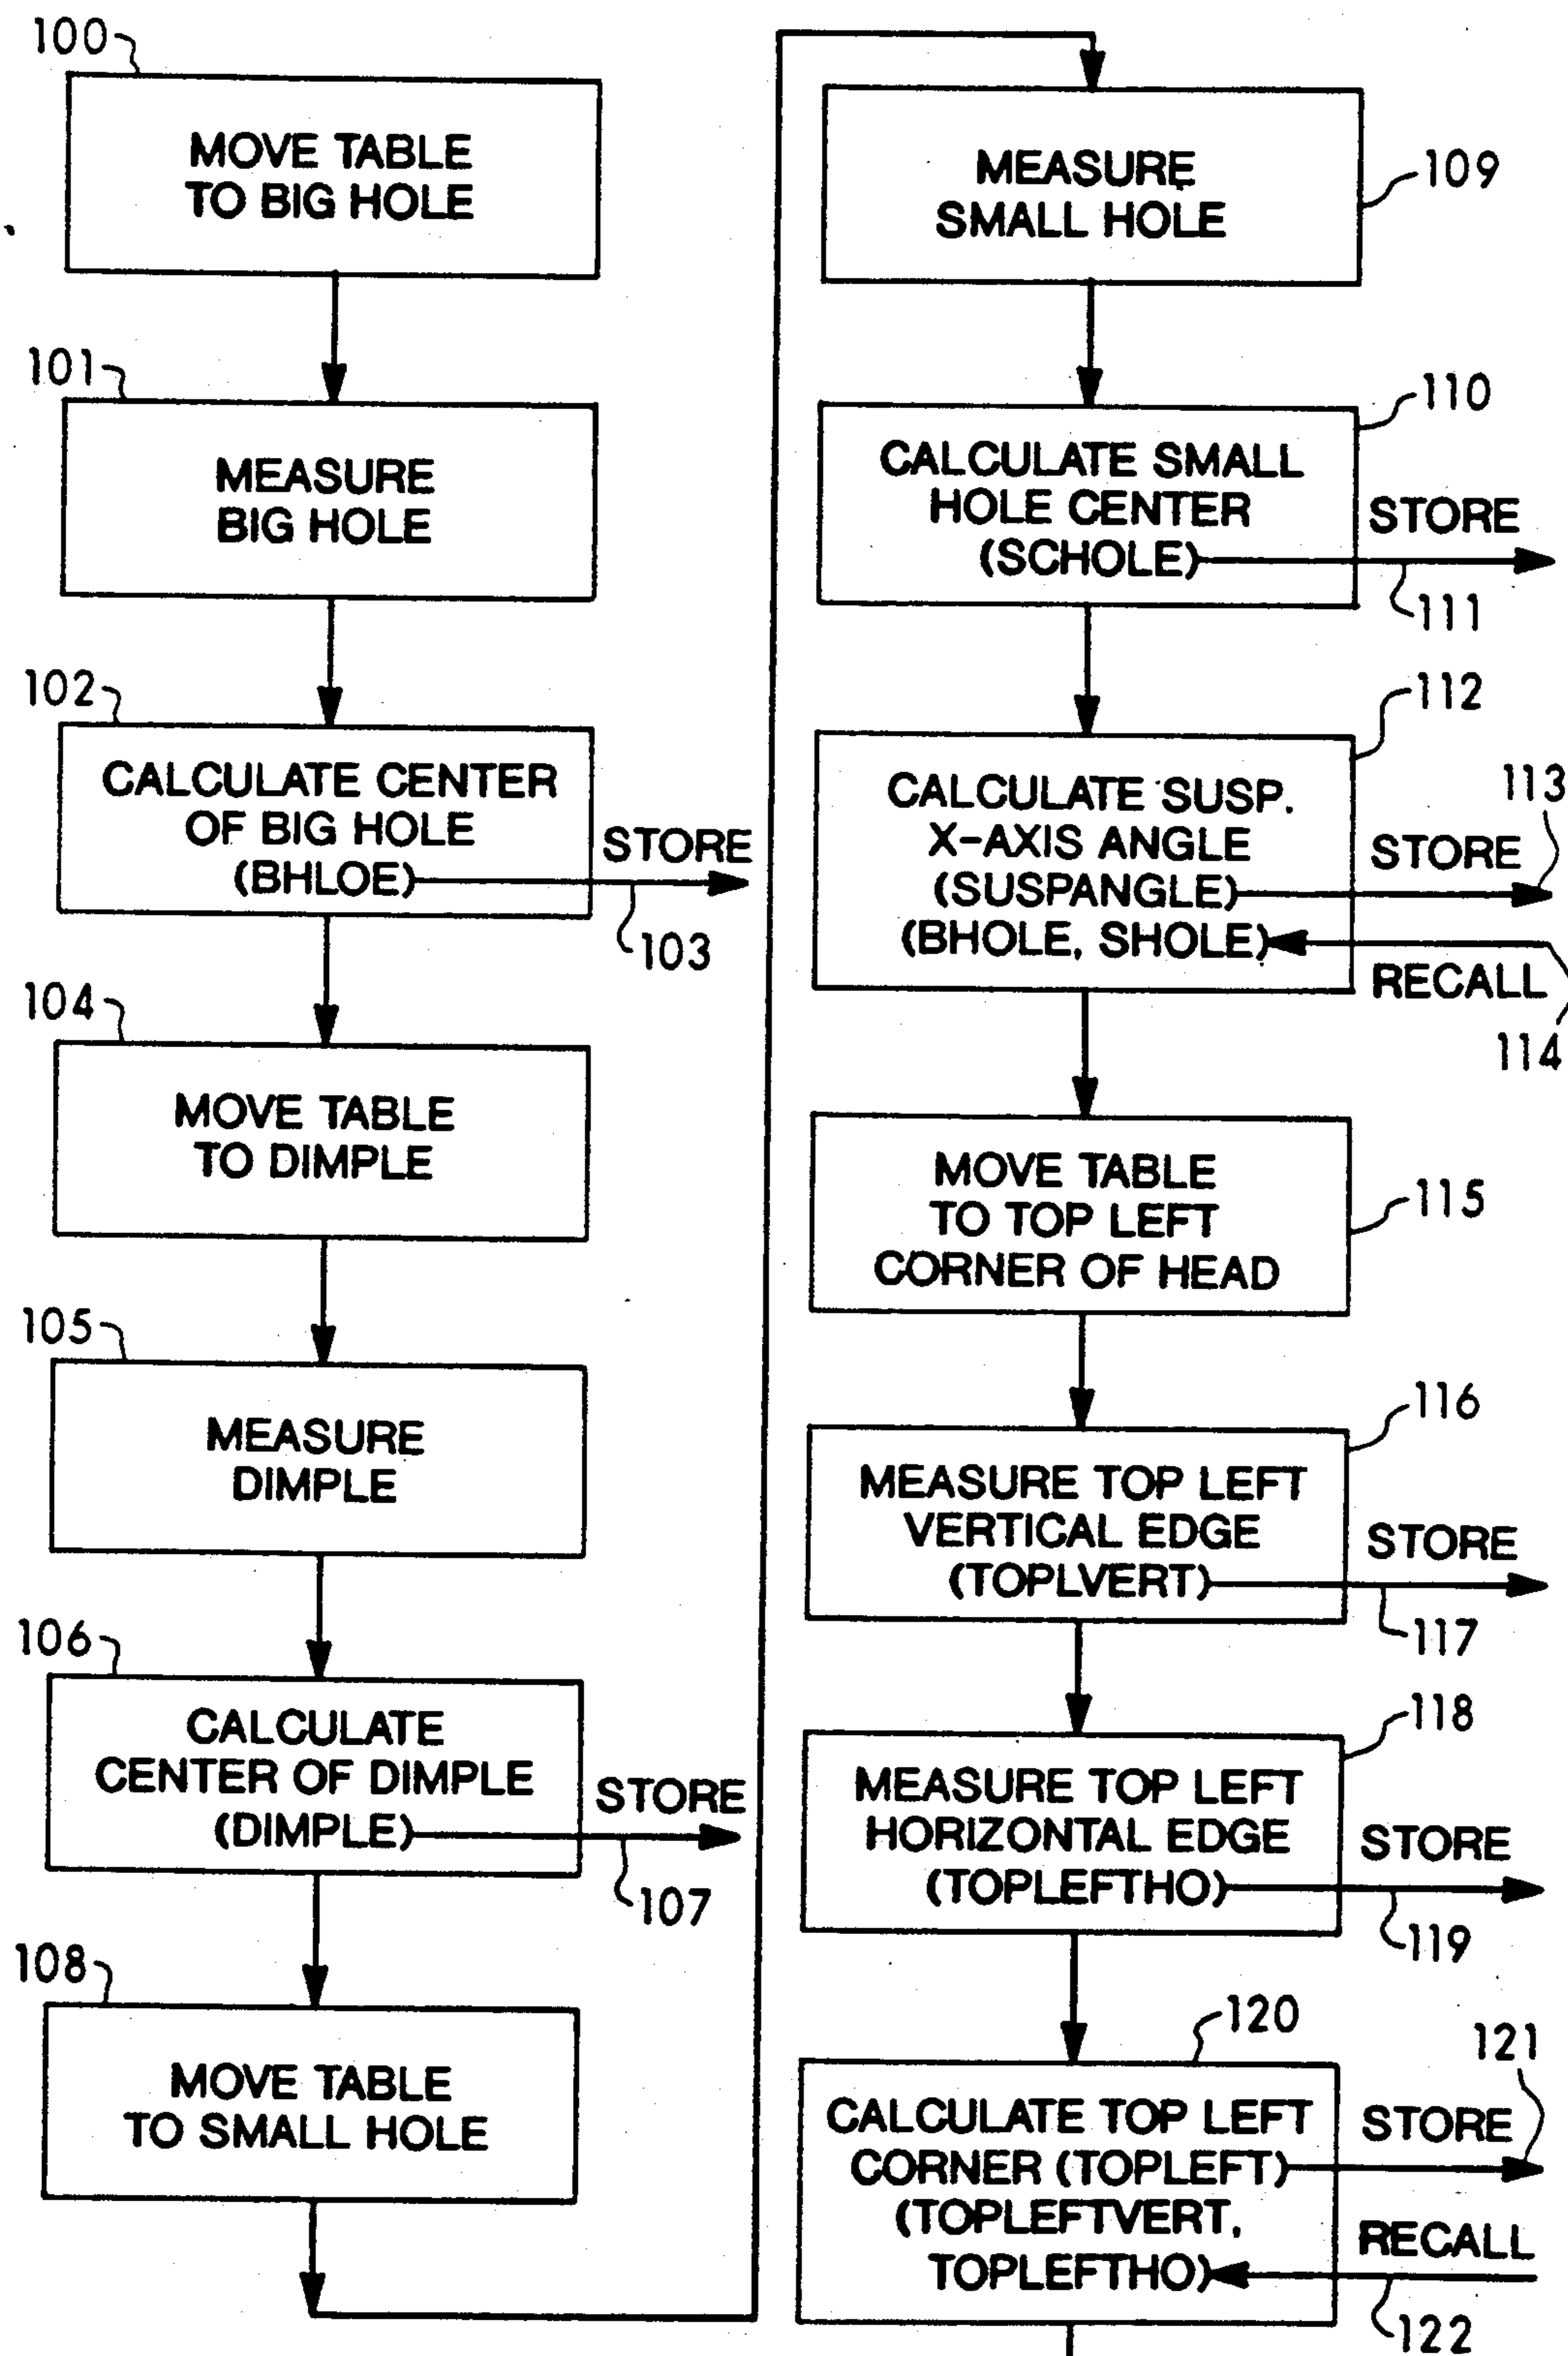 100
MOVE TABLE
TO BIG HOLE
101
MEASURE
BIG HOLE
102
CALCULATE CENTER
OF BIG HOLE
(BHLOE)
STORE
103
104
MOVE TABLE
TO DIMPLE
105
MEASURE
DIMPLE
106
CALCULATE
CENTER OF DIMPLE
(DIMPLE)
STORE
107
108
MOVE TABLE
TO SMALL HOLE
MEASURE
SMALL HOLE
109
110
CALCULATE SMALL
HOLE CENTER
(SCHOLE)
STORE
111
112
CALCULATE SUSP.
X-AXIS ANGLE
(SUSPANGLE)
(BHOLE, SHOLE)
STORE
113
RECALL
114
MOVE TABLE
TO TOP LEFT
CORNER OF HEAD
115
116
MEASURE TOP LEFT
VERTICAL EDGE
(TOPLVERT)
STORE
117
118
MEASURE TOP LEFT
HORIZONTAL EDGE
(TOPLEFTHO)
STORE
119
120
CALCULATE TOP LEFT
CORNER (TOPLEFT)
(TOPLEFTVERT,
TOPLEFTHO)
STORE
121
RECALL
122